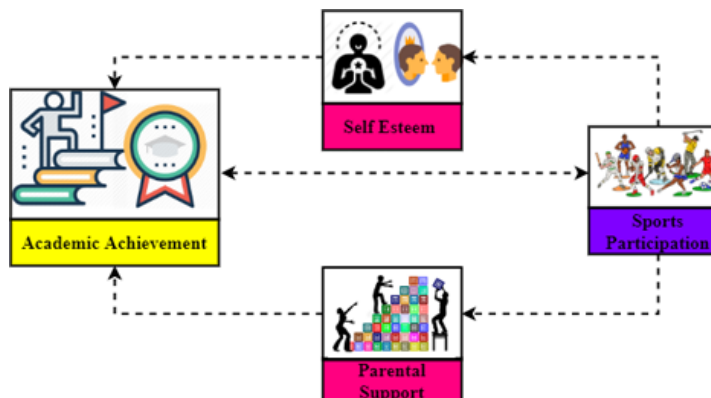 Self Esteem
Academic Achievement
Sports
Participation
Parental
Support